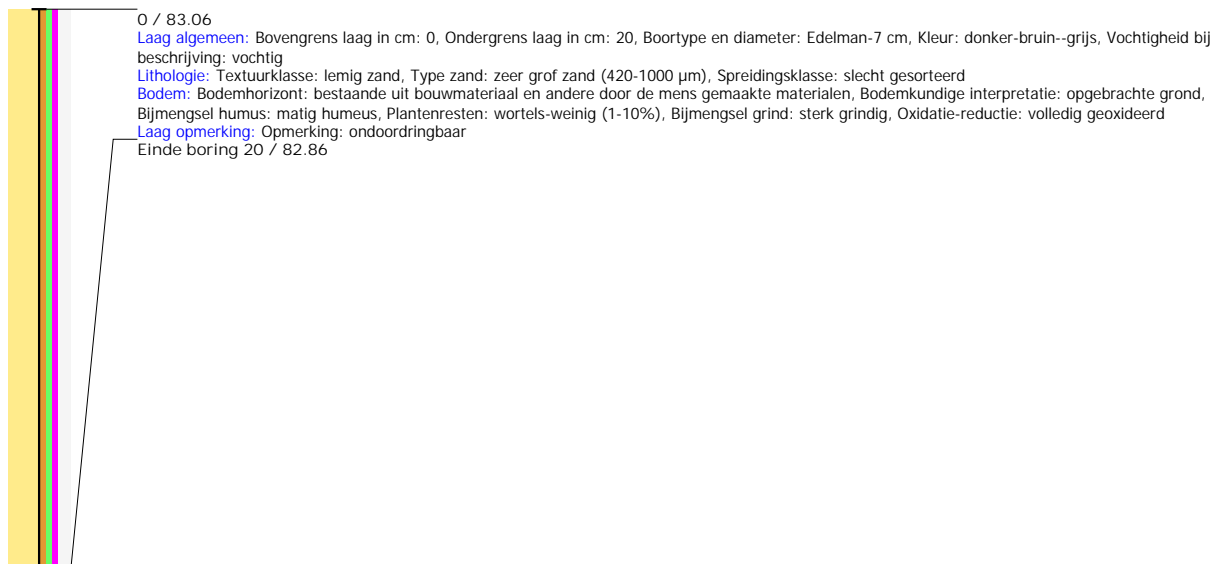 0 / 83.06
Laag algemeen: Bovengrens laag in cm: 0, Ondergrens laag in cm: 20, Boortype en diameter: Edelman-7 cm, Kleur: donker-bruin--grijs, Vochtigheid bij
beschrijving: vochtig
Lithologie: Textuurklasse: lemig zand, Type zand: zeer grof zand (420-1000 µm), Spreidingsklasse: slecht gesorteerd
Bodem: Bodemhorizont: bestaande uit bouwmateriaal en andere door de mens gemaakte materialen, Bodemkundige interpretatie: opgebrachte grond,
Bijmengsel humus: matig humeus, Plantenresten: wortels-weinig (1-10%), Bijmengsel grind: sterk grindig, Oxidatie-reductie: volledig geoxideerd
Laag opmerking: Opmerking: ondoordringbaar
Einde boring 20 / 82.86